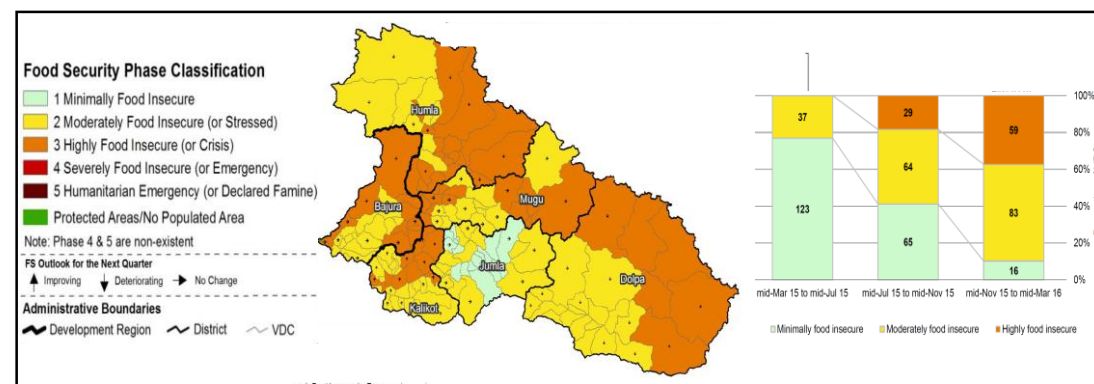 Food Security Phase Classification
1 Minimally Food Insecure
2 Moderately Food Insecure (or Stressed)
3 Highly Food Insecure (or Crisis)
4 Severely Food Insecure (or Emergency)
5 Humanitarian Emergency (or Declared Famine)
Protected Areas/No Populated Area
Note: Phase 4 & 5 are non-existent
FS Outlook for the Next Quarter
Improving Deteriorating No Change
Administrative Boundaries
Development Region District VDC
Humla
Mugu
Bajura
Jumla
Dolpa
Kalikot
37
123
29
64
65
59
83
16
100%
80%
60%
40%
20%
0%
mid-Mar 15 to mid-Jul 15 mid-Jul 15 to mid-Nov 15 mid-Nov 15 to mid-Mar 16
Minimally food insecure Moderately food insecure Highly food insecure